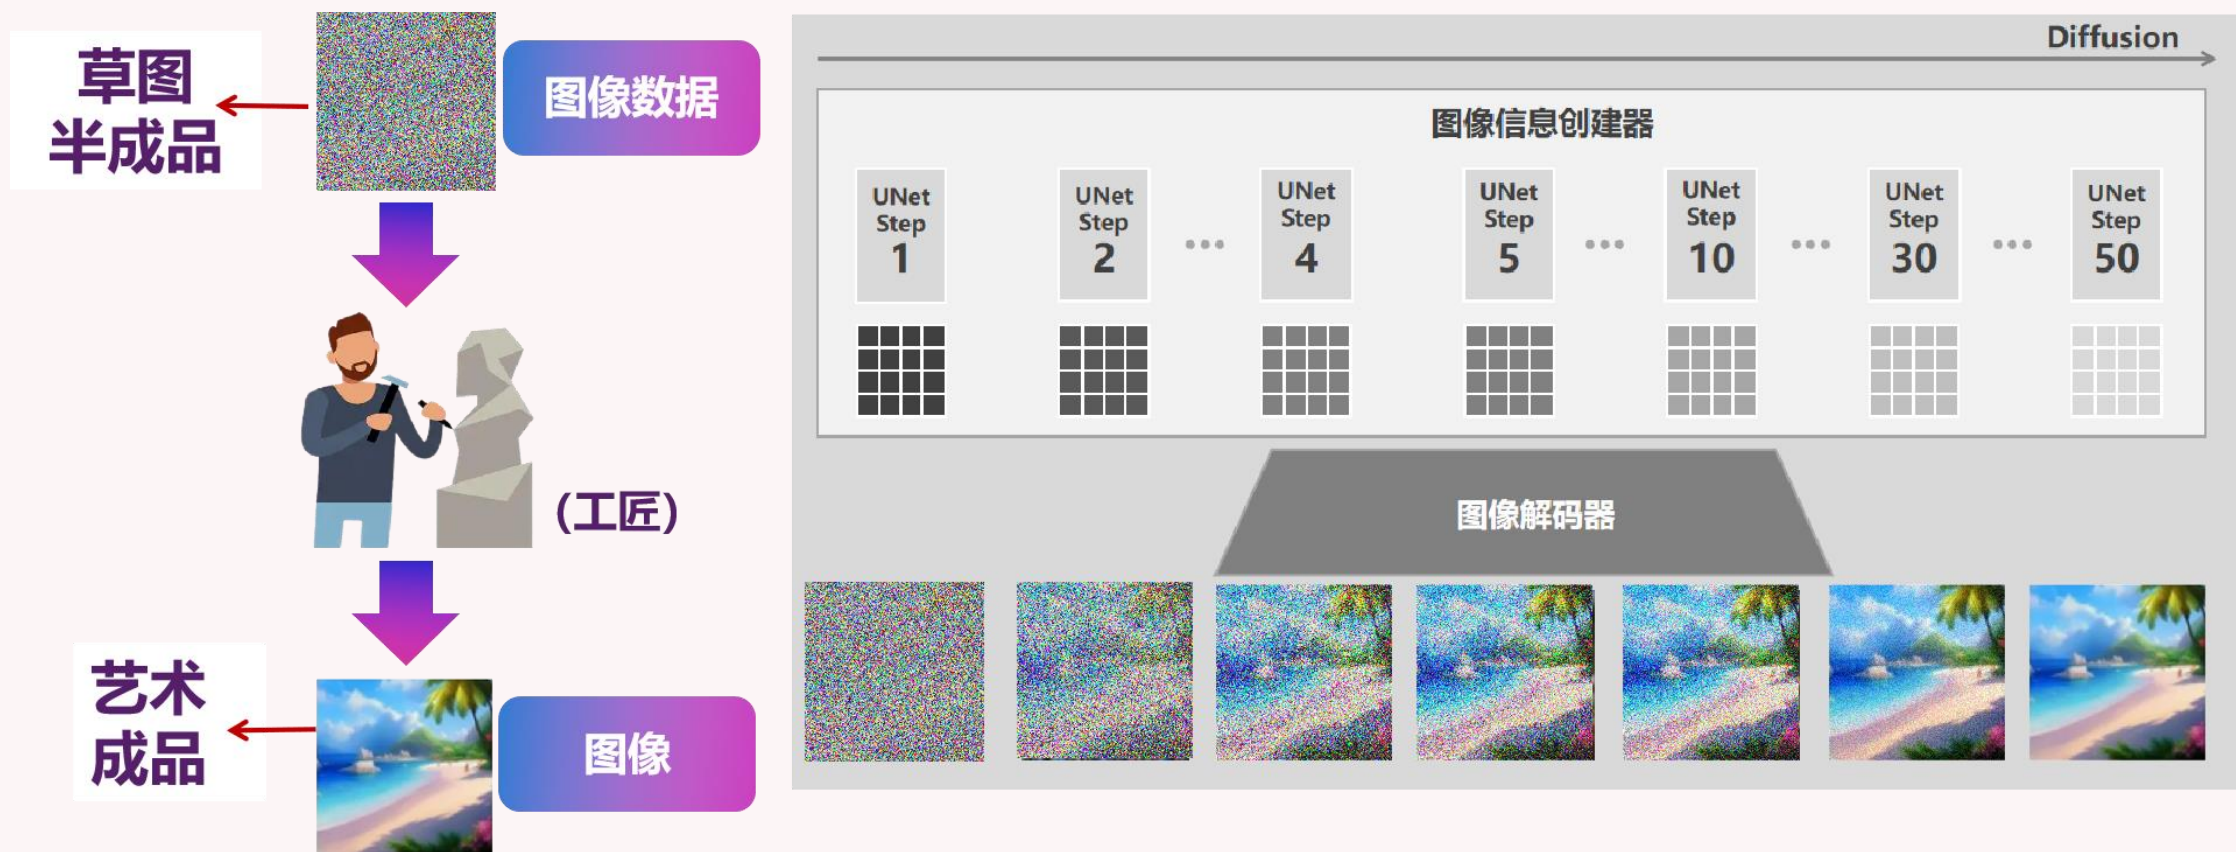 草图
半成品
图像数据
(工匠)
艺术
成品
图像
Diffusion
图像信息创建器
UNet
Step
1
UNet
Step
2
•••
UNet
Step
4
UNet
Step
5
•••
UNet
Step
10
•••
UNet
Step
30
•••
UNet
Step
50
图像解码器